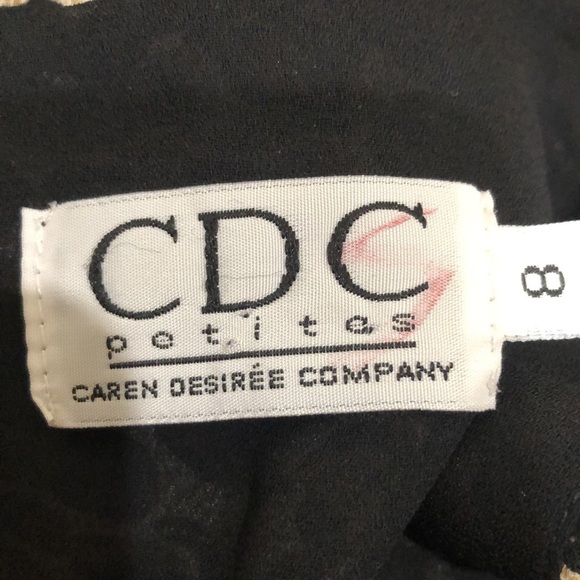 CDC
petites
CAREN DESIRÉE COMPANY
8